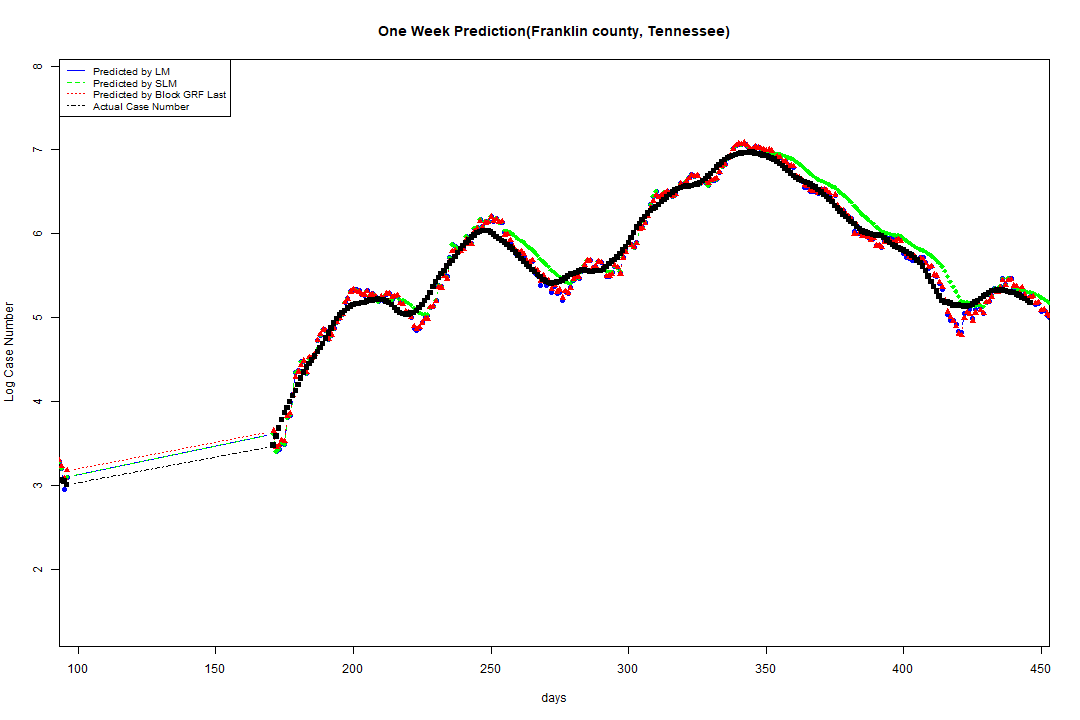 One Week Prediction(Franklin county, Tennessee)
Predicted by LM
Predicted by SLM
Predicted by Block GRF Last
Actual Case Number
8
7
6
5
4
3
2
Log Case Number
100 150 200 250 300 350 400 450
days